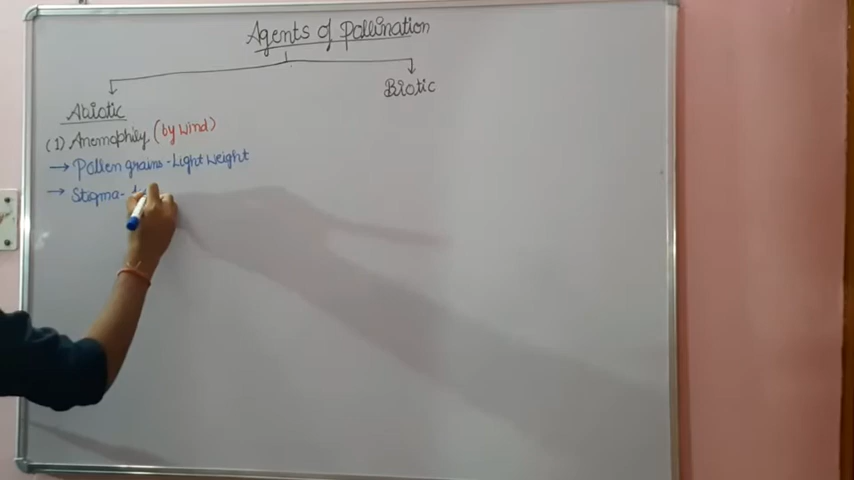 Agents of Pollination
Abiotic
Biotic
(1) Anemophily (by wind)
→ Pollen grains - Light weight
→ Stigma -